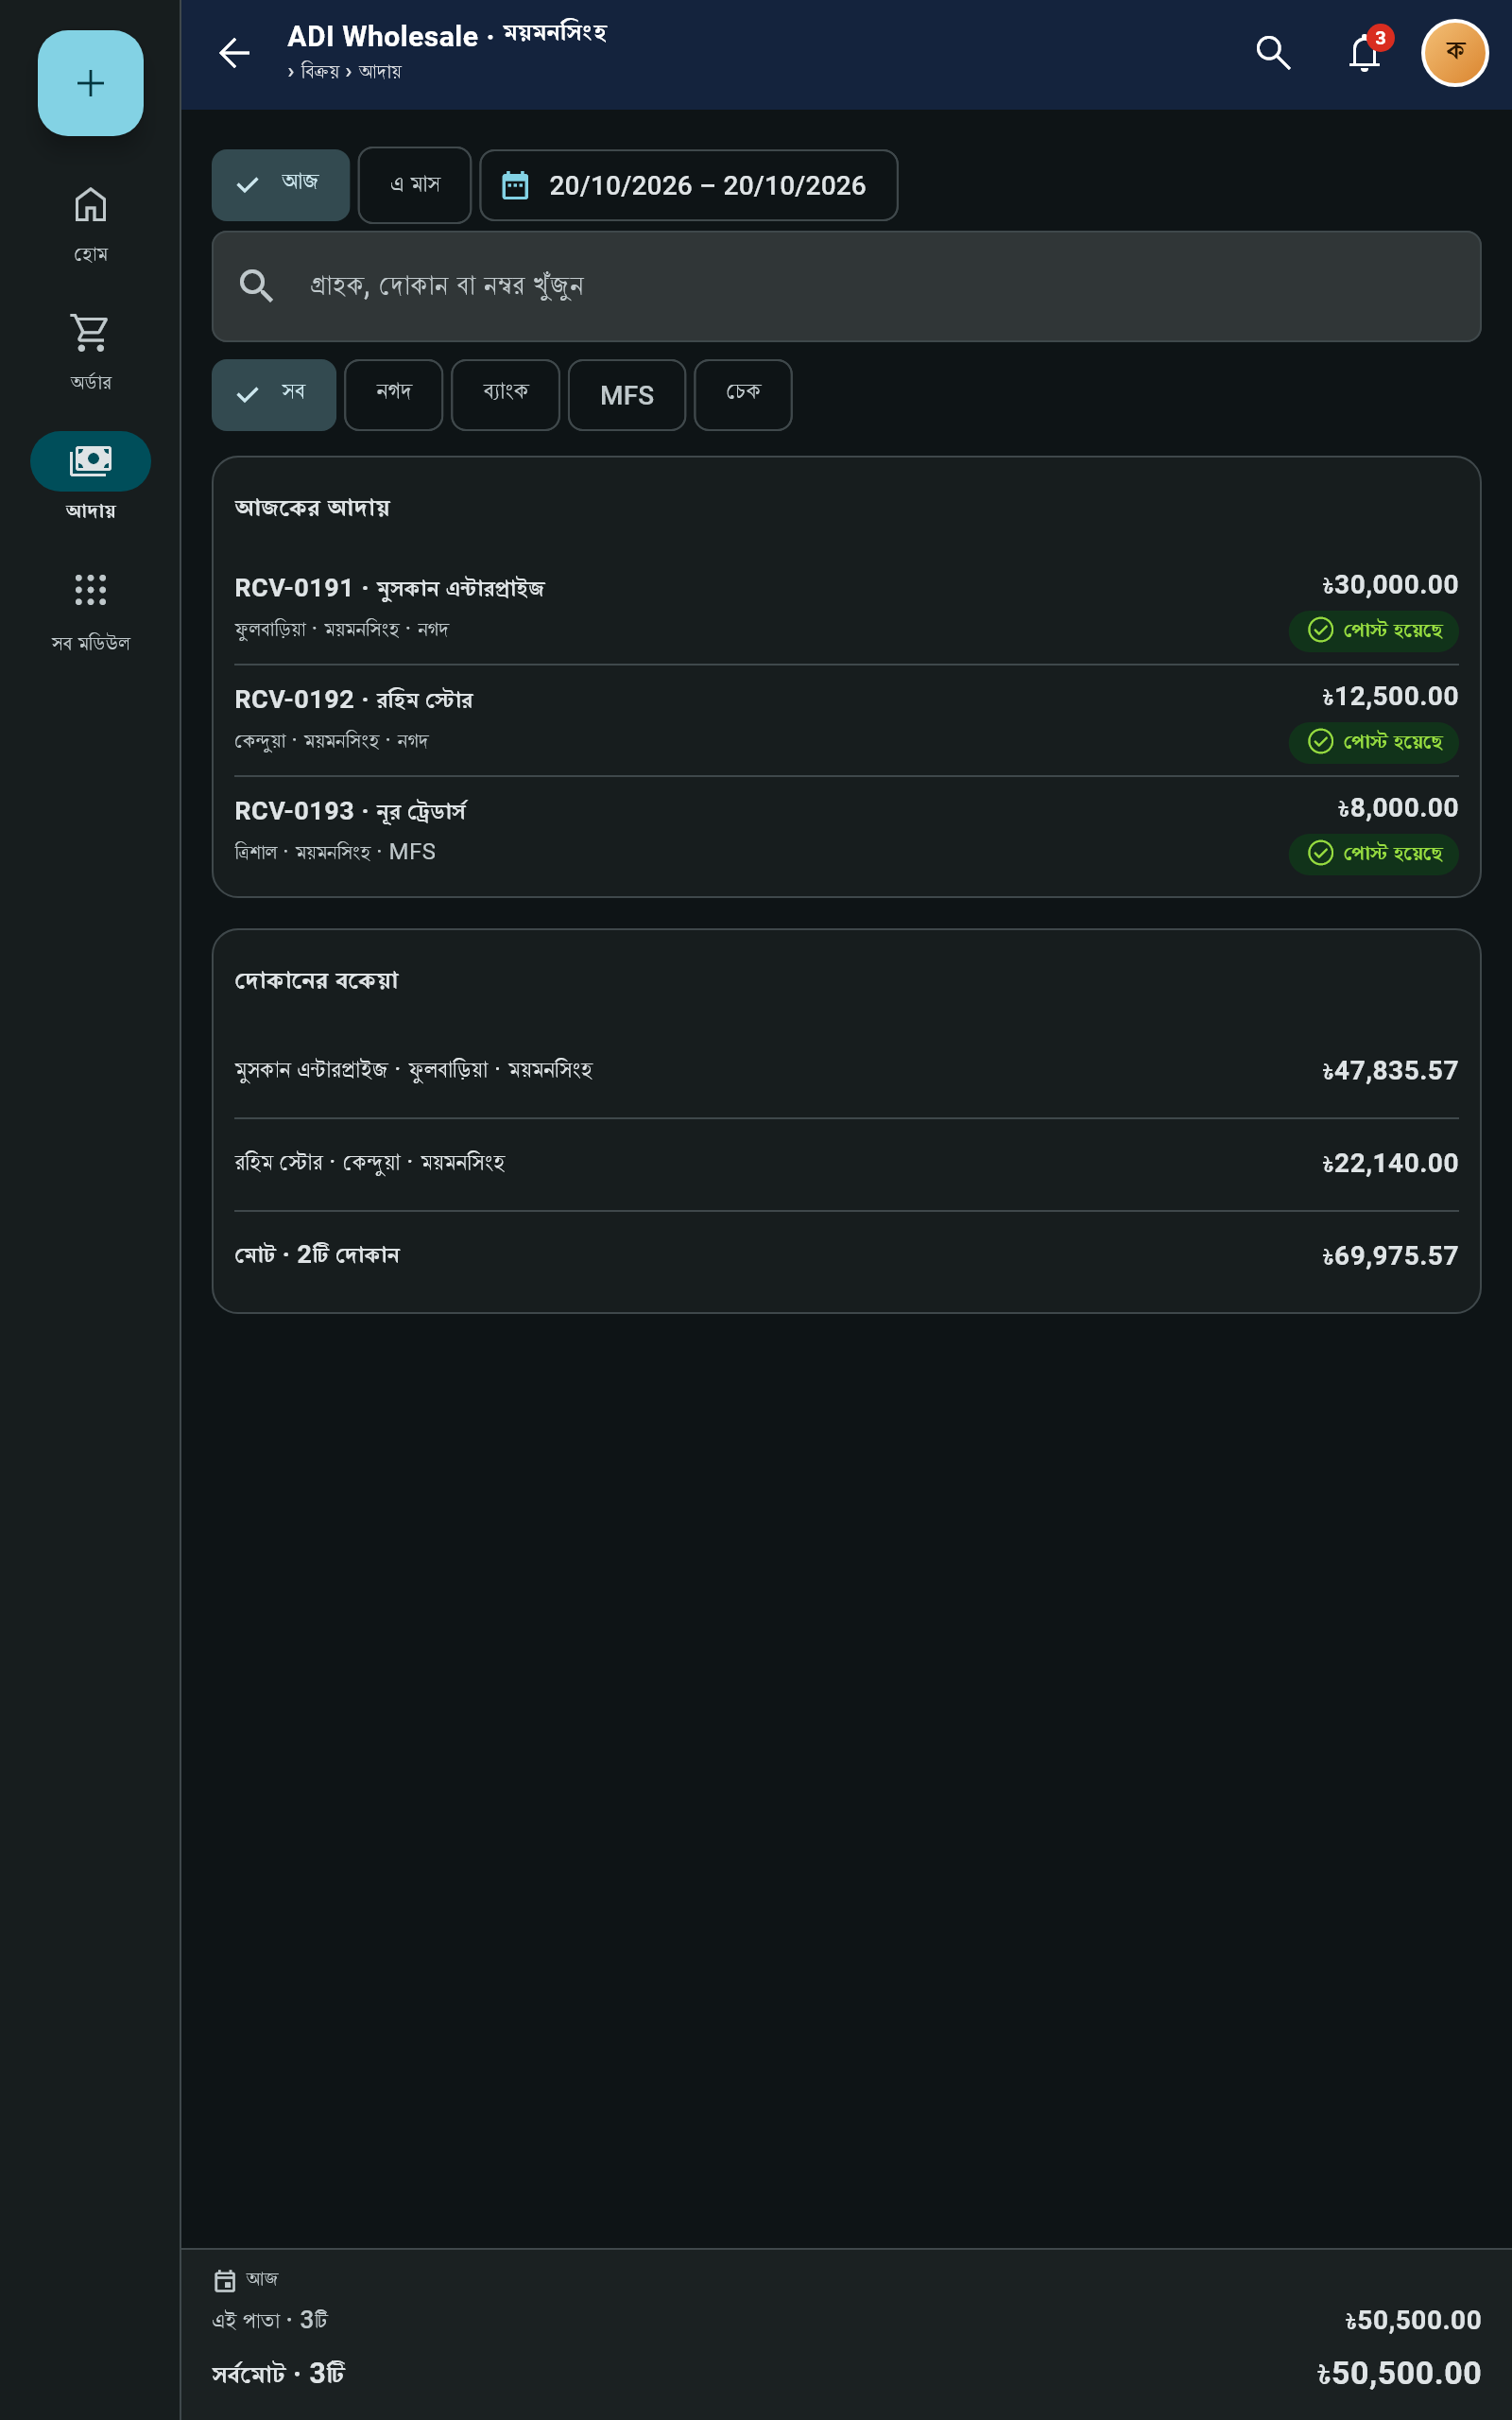 ADI Wholesale · ময়মনসিংহ
› বিক্রয় › আদায়
3
ক
হোম
অর্ডার
আদায়
সব মডিউল
আজ
এ মাস
20/10/2026 – 20/10/2026
গ্রাহক, দোকান বা নম্বর খুঁজুন
সব
নগদ
ব্যাংক
MFS
চেক
আজকের আদায়
RCV-0191 · মুসকান এন্টারপ্রাইজ
৳30,000.00
ফুলবাড়িয়া · ময়মনসিংহ · নগদ
পোস্ট হয়েছে
RCV-0192 · রহিম স্টোর
৳12,500.00
কেন্দুয়া · ময়মনসিংহ · নগদ
পোস্ট হয়েছে
RCV-0193 · নূর ট্রেডার্স
৳8,000.00
ত্রিশাল · ময়মনসিংহ · MFS
পোস্ট হয়েছে
দোকানের বকেয়া
মুসকান এন্টারপ্রাইজ · ফুলবাড়িয়া · ময়মনসিংহ
৳47,835.57
রহিম স্টোর · কেন্দুয়া · ময়মনসিংহ
৳22,140.00
মোট · 2টি দোকান
৳69,975.57
আজ
এই পাতা · 3টি
৳50,500.00
সর্বমোট · 3টি
৳50,500.00